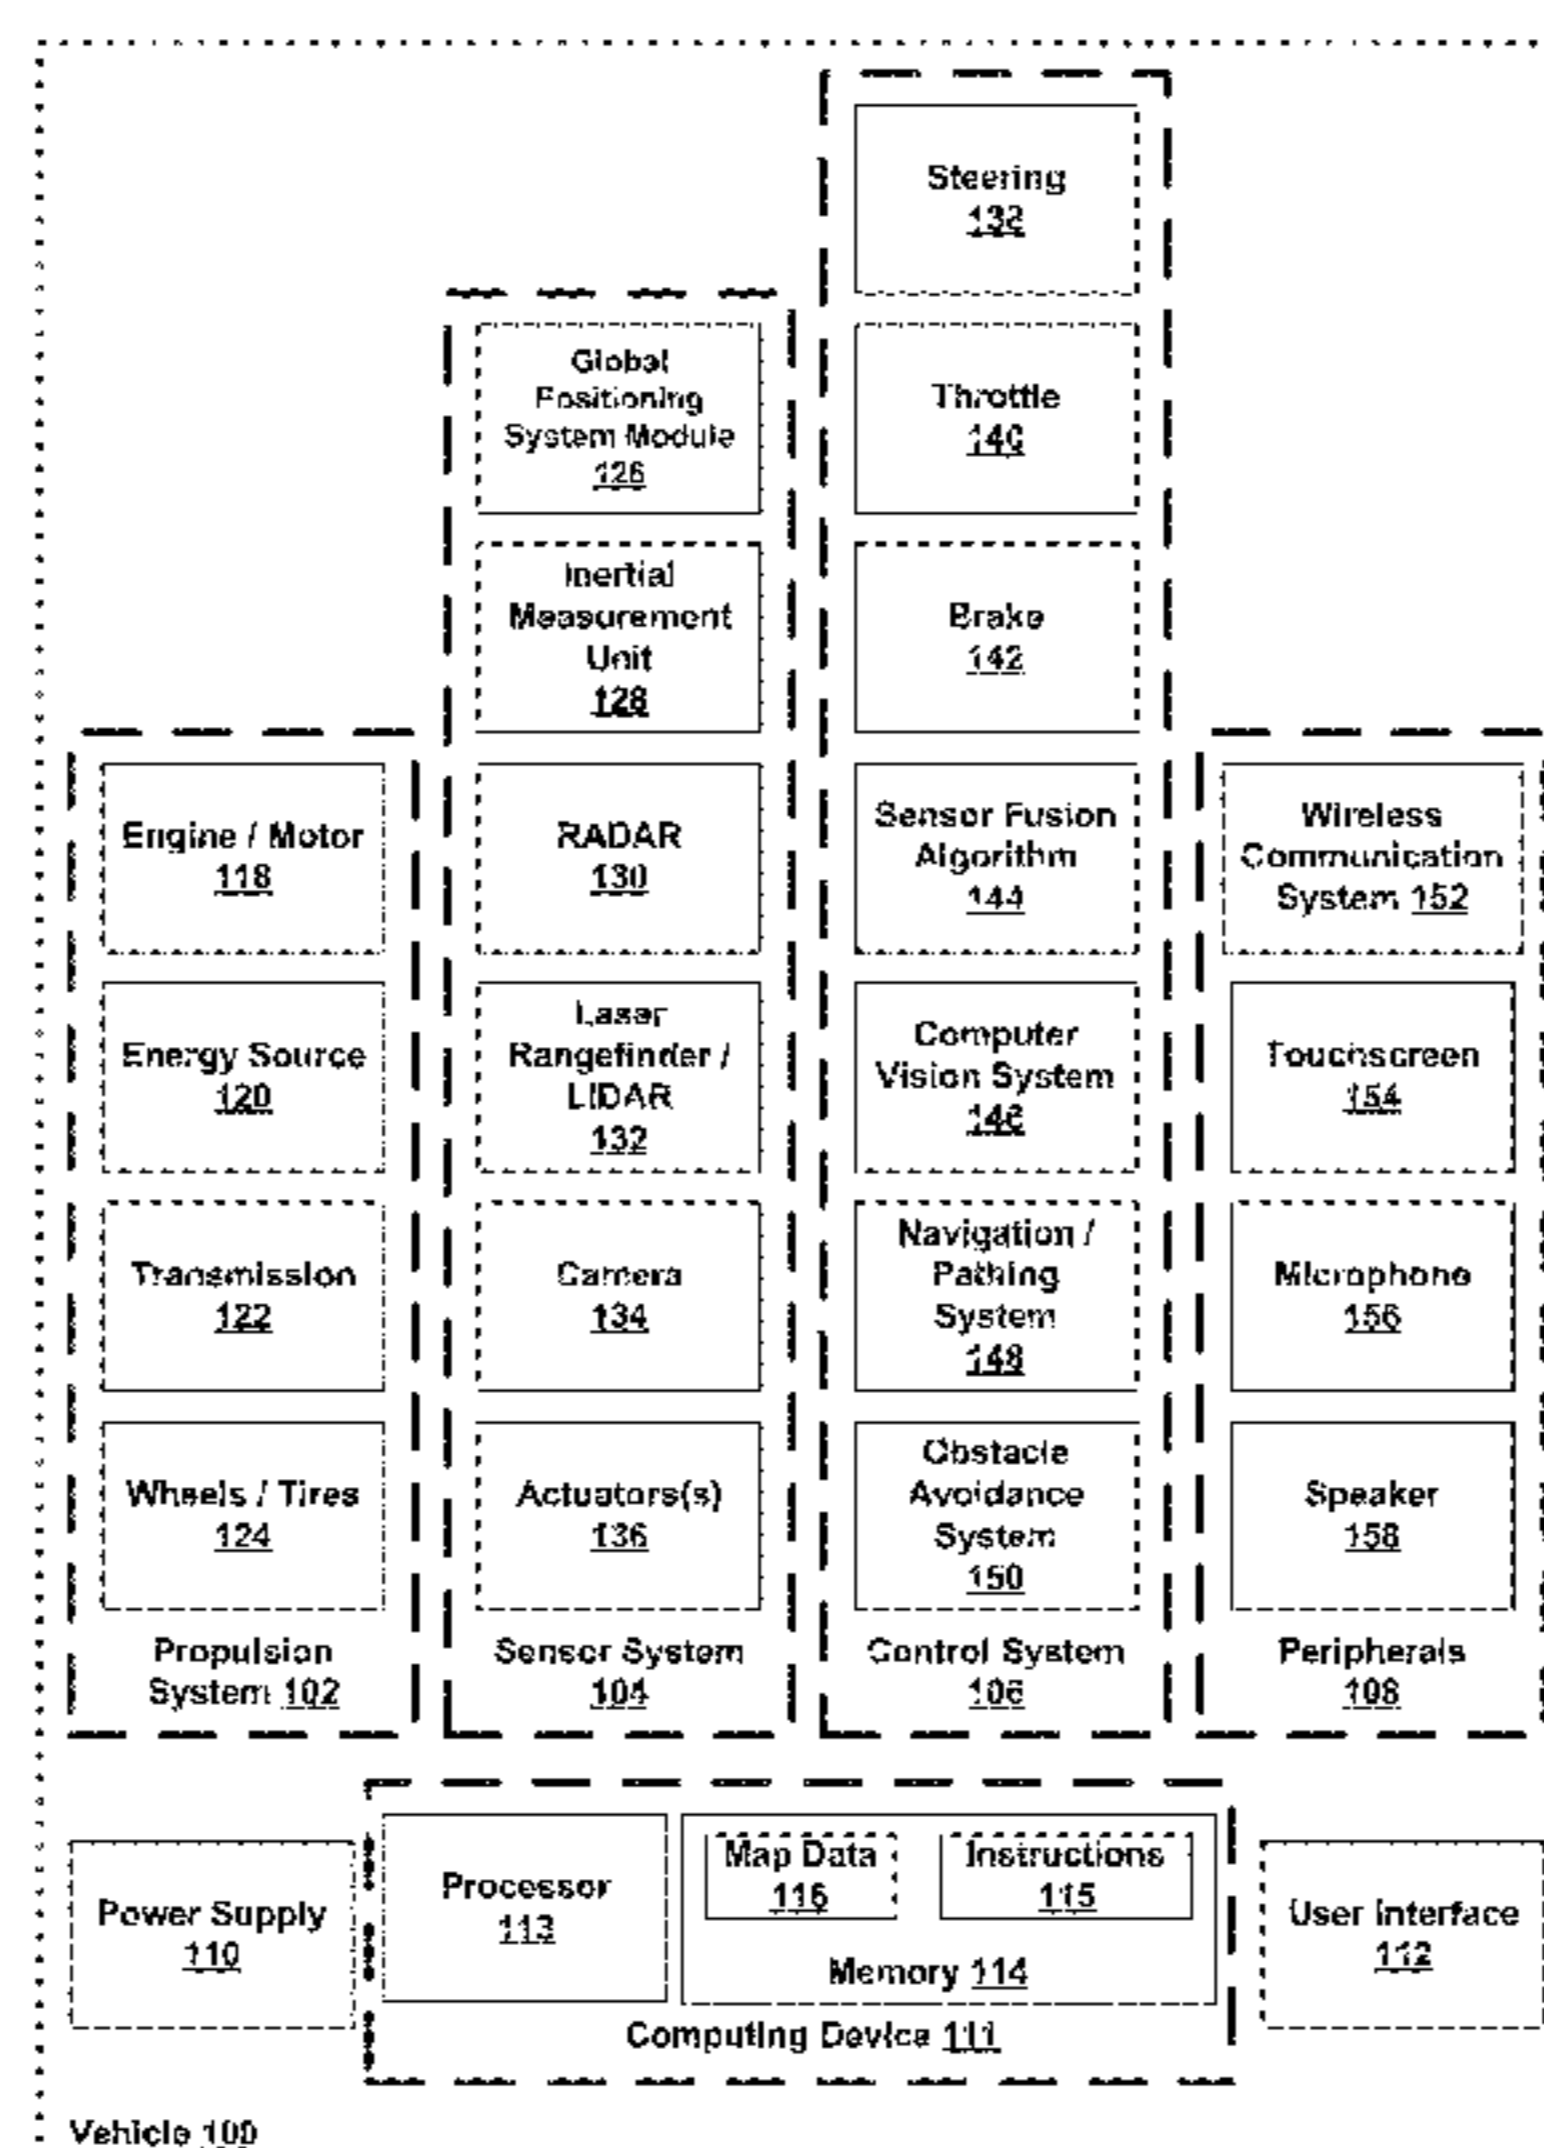 Steering
138
Global
Positioning
System Module
126
Throttle
140
Inertial
Measurement
Unit
128
Brake
142
Engine / Motor
118
RADAR
130
Sensor Fusion
Algorithm
144
Wireless
Communication
System 152
Energy Source
120
Laser
Rangefinder /
LIDAR
132
Computer
Vision System
146
Touchscreen
154
Transmission
122
Camera
134
Navigation /
Pathing
System
148
Microphone
156
Wheels / Tires
124
Actuators(s)
136
Obstacle
Avoidance
System
150
Speaker
158
Propulsion
System 102
Sensor System
104
Control System
106
Peripherals
108
Power Supply
110
Processor
113
Map Data
116
Instructions
115
Memory 114
Computing Device 111
User Interface
112
Vehicle 100